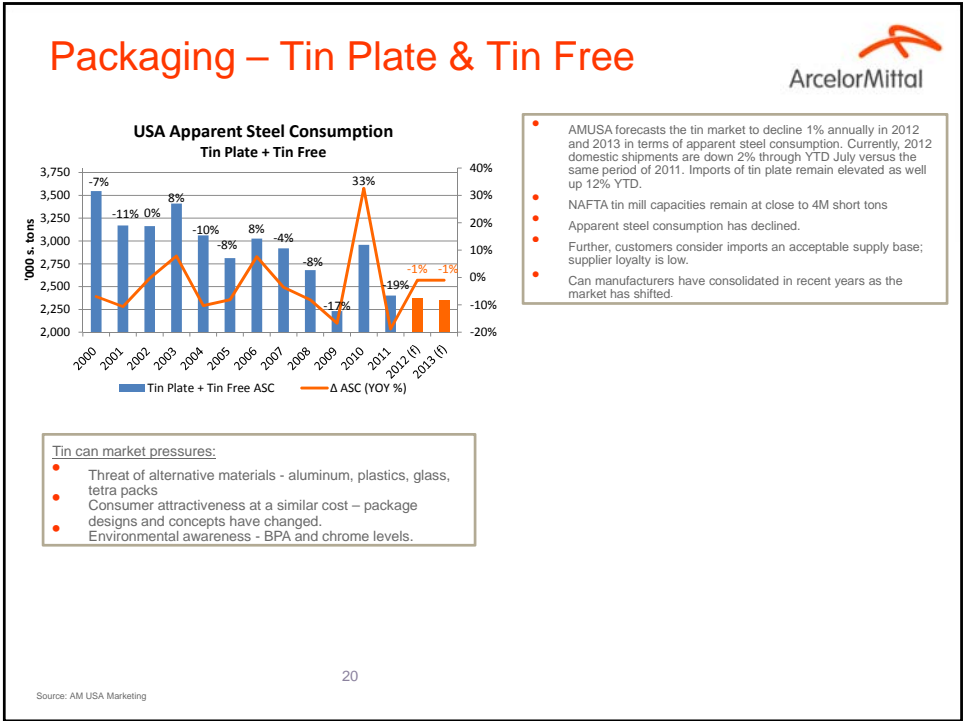 Packaging – Tin Plate & Tin Free
ArcelorMittal
USA Apparent Steel Consumption
Tin Plate + Tin Free
'000 s. tons
3,750
3,500
3,250
3,000
2,750
2,500
2,250
2,000
40%
30%
20%
10%
0%
-10%
-20%
-7%
-11%
0%
8%
-10%
-8%
8%
-4%
-8%
-17%
33%
-19%
-1%
-1%
2000
2001
2002
2003
2004
2005
2006
2007
2008
2009
2010
2011
2012 (f)
2013 (f)
Tin Plate + Tin Free ASC
Δ ASC (YOY %)
• AMUSA forecasts the tin market to decline 1% annually in 2012
and 2013 in terms of apparent steel consumption. Currently, 2012
domestic shipments are down 2% through YTD July versus the
same period of 2011. Imports of tin plate remain elevated as well
up 12% YTD.
• NAFTA tin mill capacities remain at close to 4M short tons
• Apparent steel consumption has declined.
• Further, customers consider imports an acceptable supply base;
supplier loyalty is low.
• Can manufacturers have consolidated in recent years as the
market has shifted.
Tin can market pressures:
• Threat of alternative materials - aluminum, plastics, glass,
tetra packs
• Consumer attractiveness at a similar cost – package
designs and concepts have changed.
• Environmental awareness - BPA and chrome levels.
20
Source: AM USA Marketing